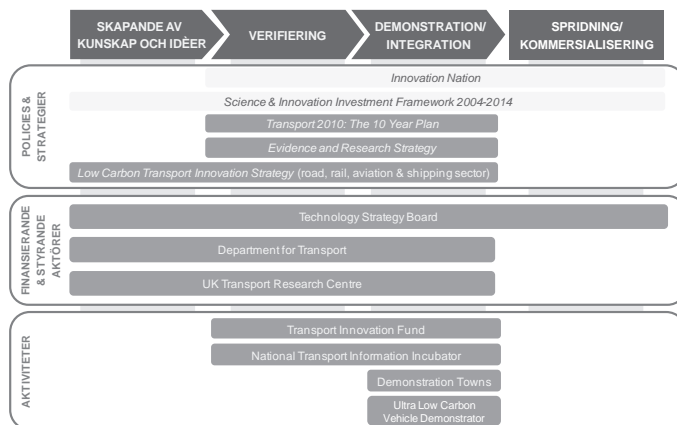 SKAPANDE AV
KUNSKAP OCH IDÈER
VERIFIERING
DEMONSTRATION/
INTEGRATION
SPRIDNING/
KOMMERSIALISERING
POLICIES &
STRATEGIER
Innovation Nation
Science & Innovation Investment Framework 2004-2014
Transport 2010: The 10 Year Plan
Evidence and Research Strategy
Low Carbon Transport Innovation Strategy (road, rail, aviation & shipping sector)
FINANSIERANDE
& STYRANDE
AKTÖRER
Technology Strategy Board
Department for Transport
UK Transport Research Centre
AKTIVITETER
Transport Innovation Fund
National Transport Information Incubator
Demonstration Towns
Ultra Low Carbon
Vehicle Demonstrator